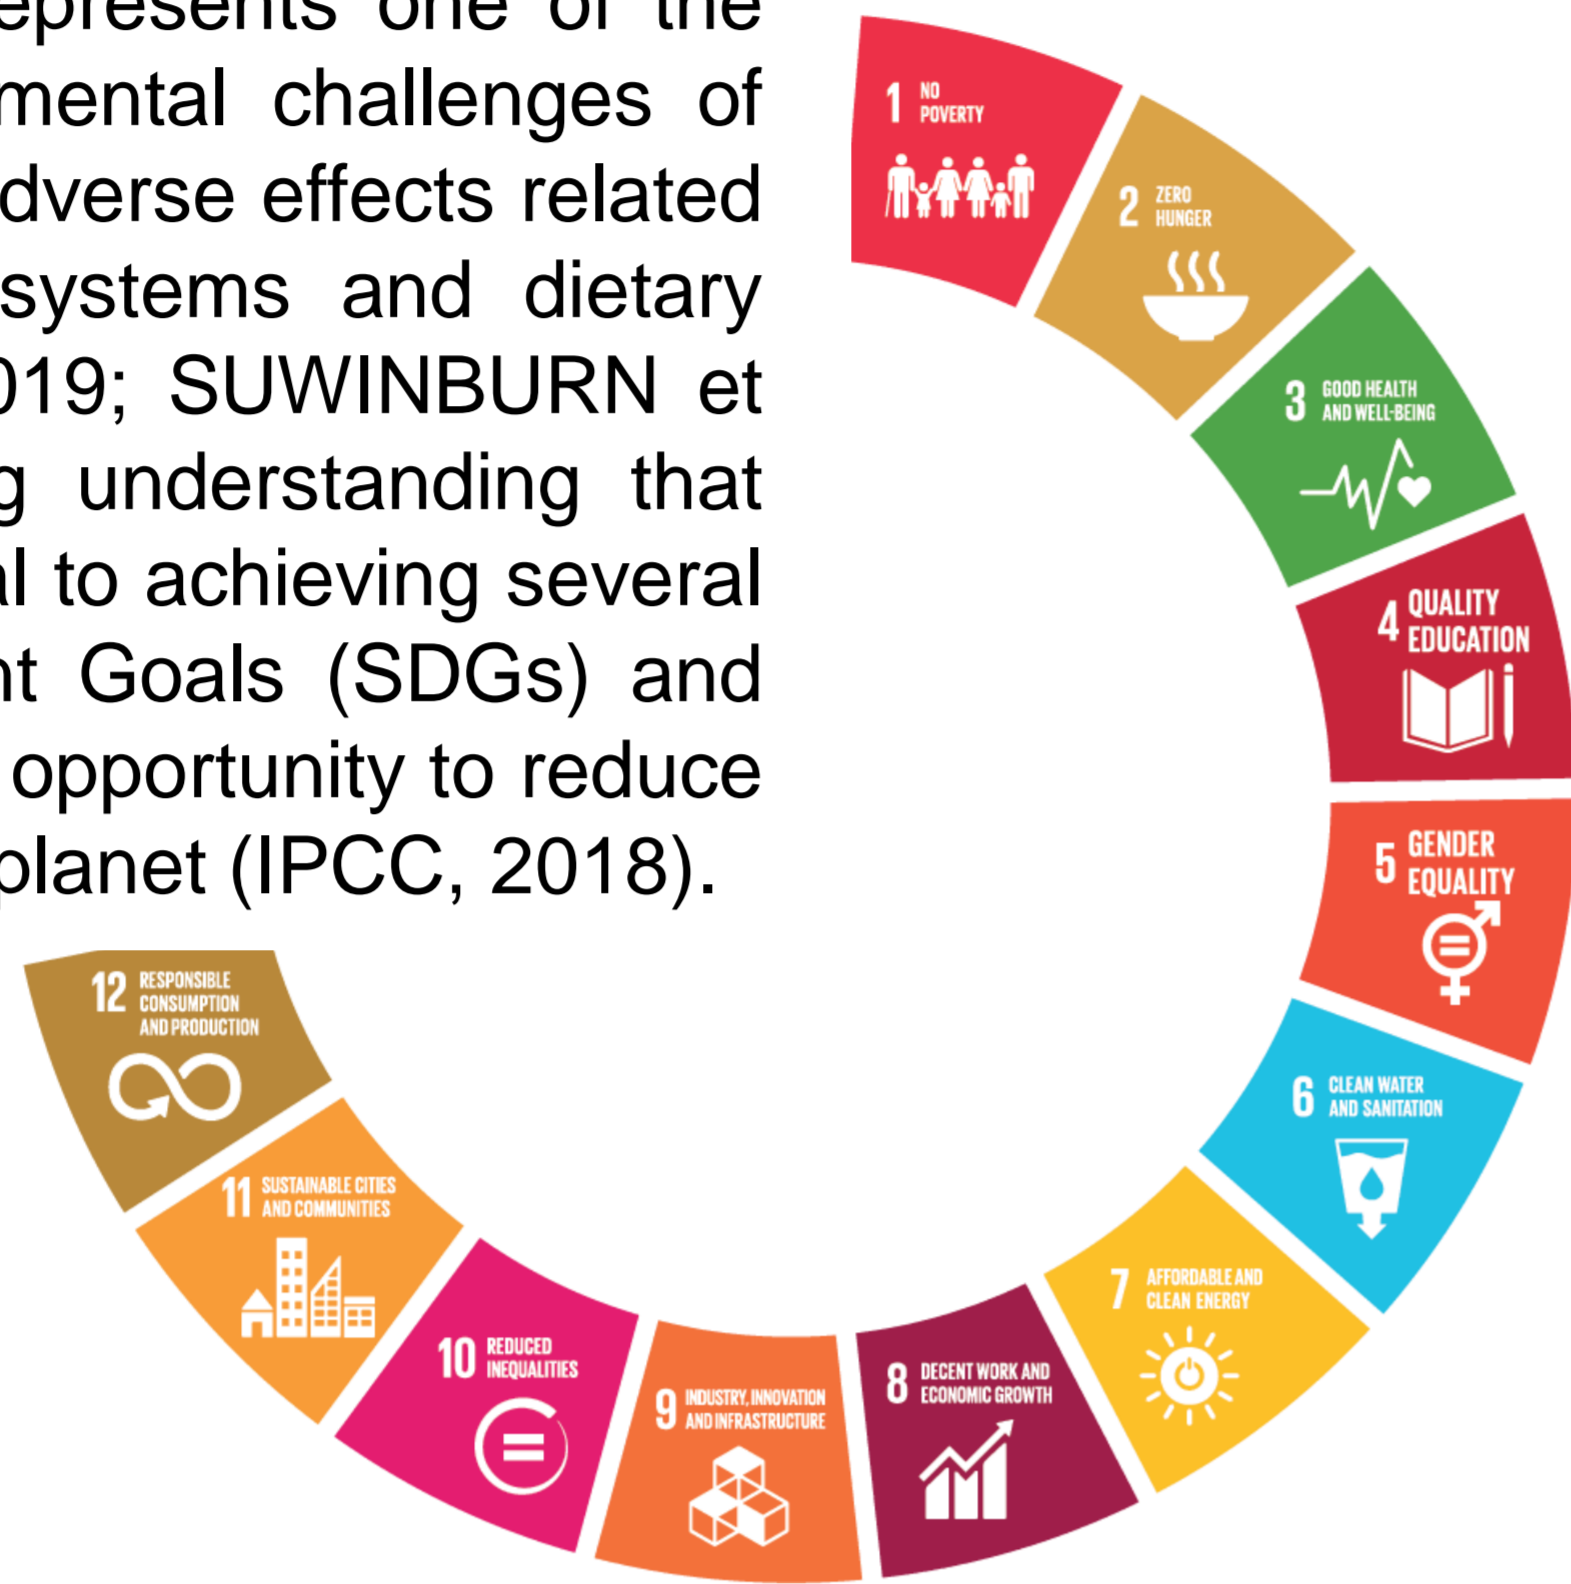 epresents one of the
mental challenges of
dverse effects related
systems and dietary
019; SUWINBURN et
g understanding that
al to achieving several
nt Goals (SDGs) and
opportunity to reduce
planet (IPCC, 2018).
1 NO
POVERTY
2 ZERO
HUNGER
3 GOOD HEALTH
AND WELL-BEING
4 QUALITY
EDUCATION
5 GENDER
EQUALITY
6 CLEAN WATER
AND SANITATION
7 AFFORDABLE AND
CLEAN ENERGY
8 DECENT WORK AND
ECONOMIC GROWTH
9 INDUSTRY, INNOVATION
AND INFRASTRUCTURE
10 REDUCED
INEQUALITIES
11 SUSTAINABLE CITIES
AND COMMUNITIES
12 RESPONSIBLE
CONSUMPTION
AND PRODUCTION